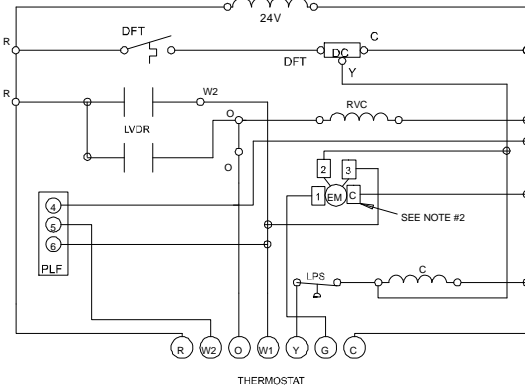 24V
DFT
C
R
DFT
DC
Y
R
W2
RVC
O
LVDR
O
2
3
1
EM
C
4
SEE NOTE #2
5
6
PLF
LPS
C
R
W2
O
W1
Y
G
C
THERMOSTAT